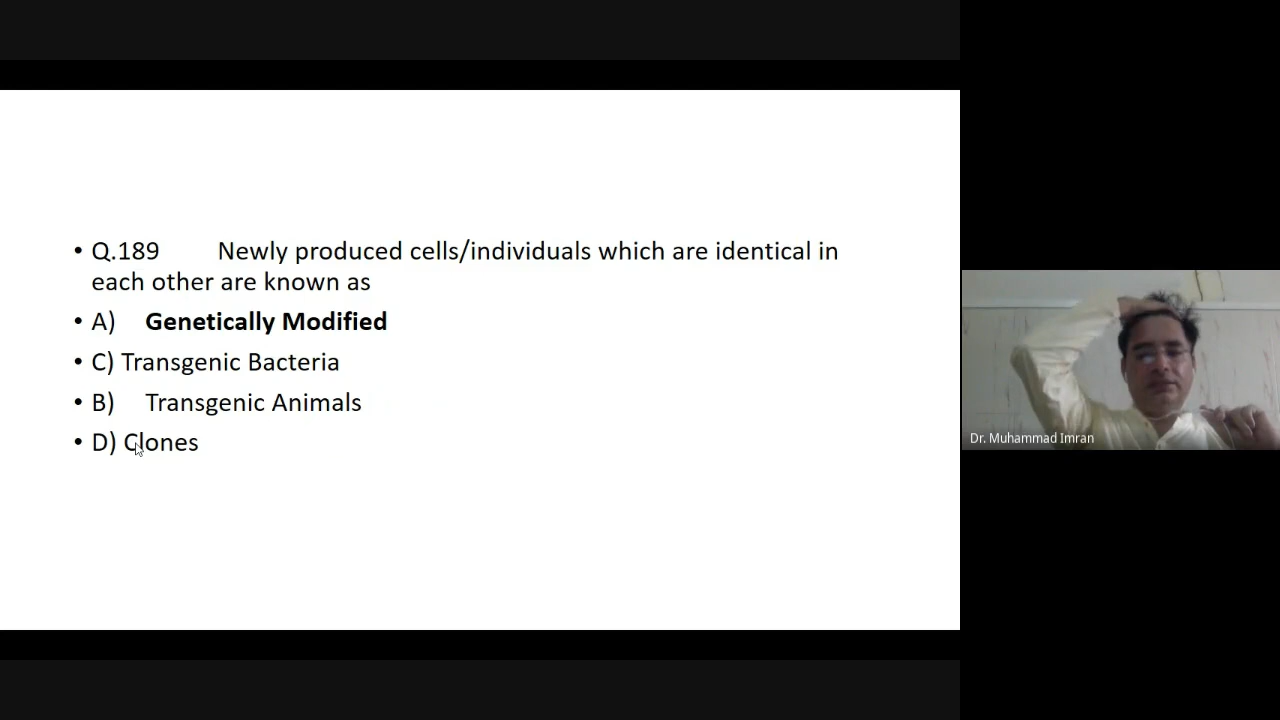 • Q.189 Newly produced cells/individuals which are identical in
each other are known as
• A) Genetically Modified
• C) Transgenic Bacteria
• B) Transgenic Animals
• D) Clones
Dr. Muhammad Imran